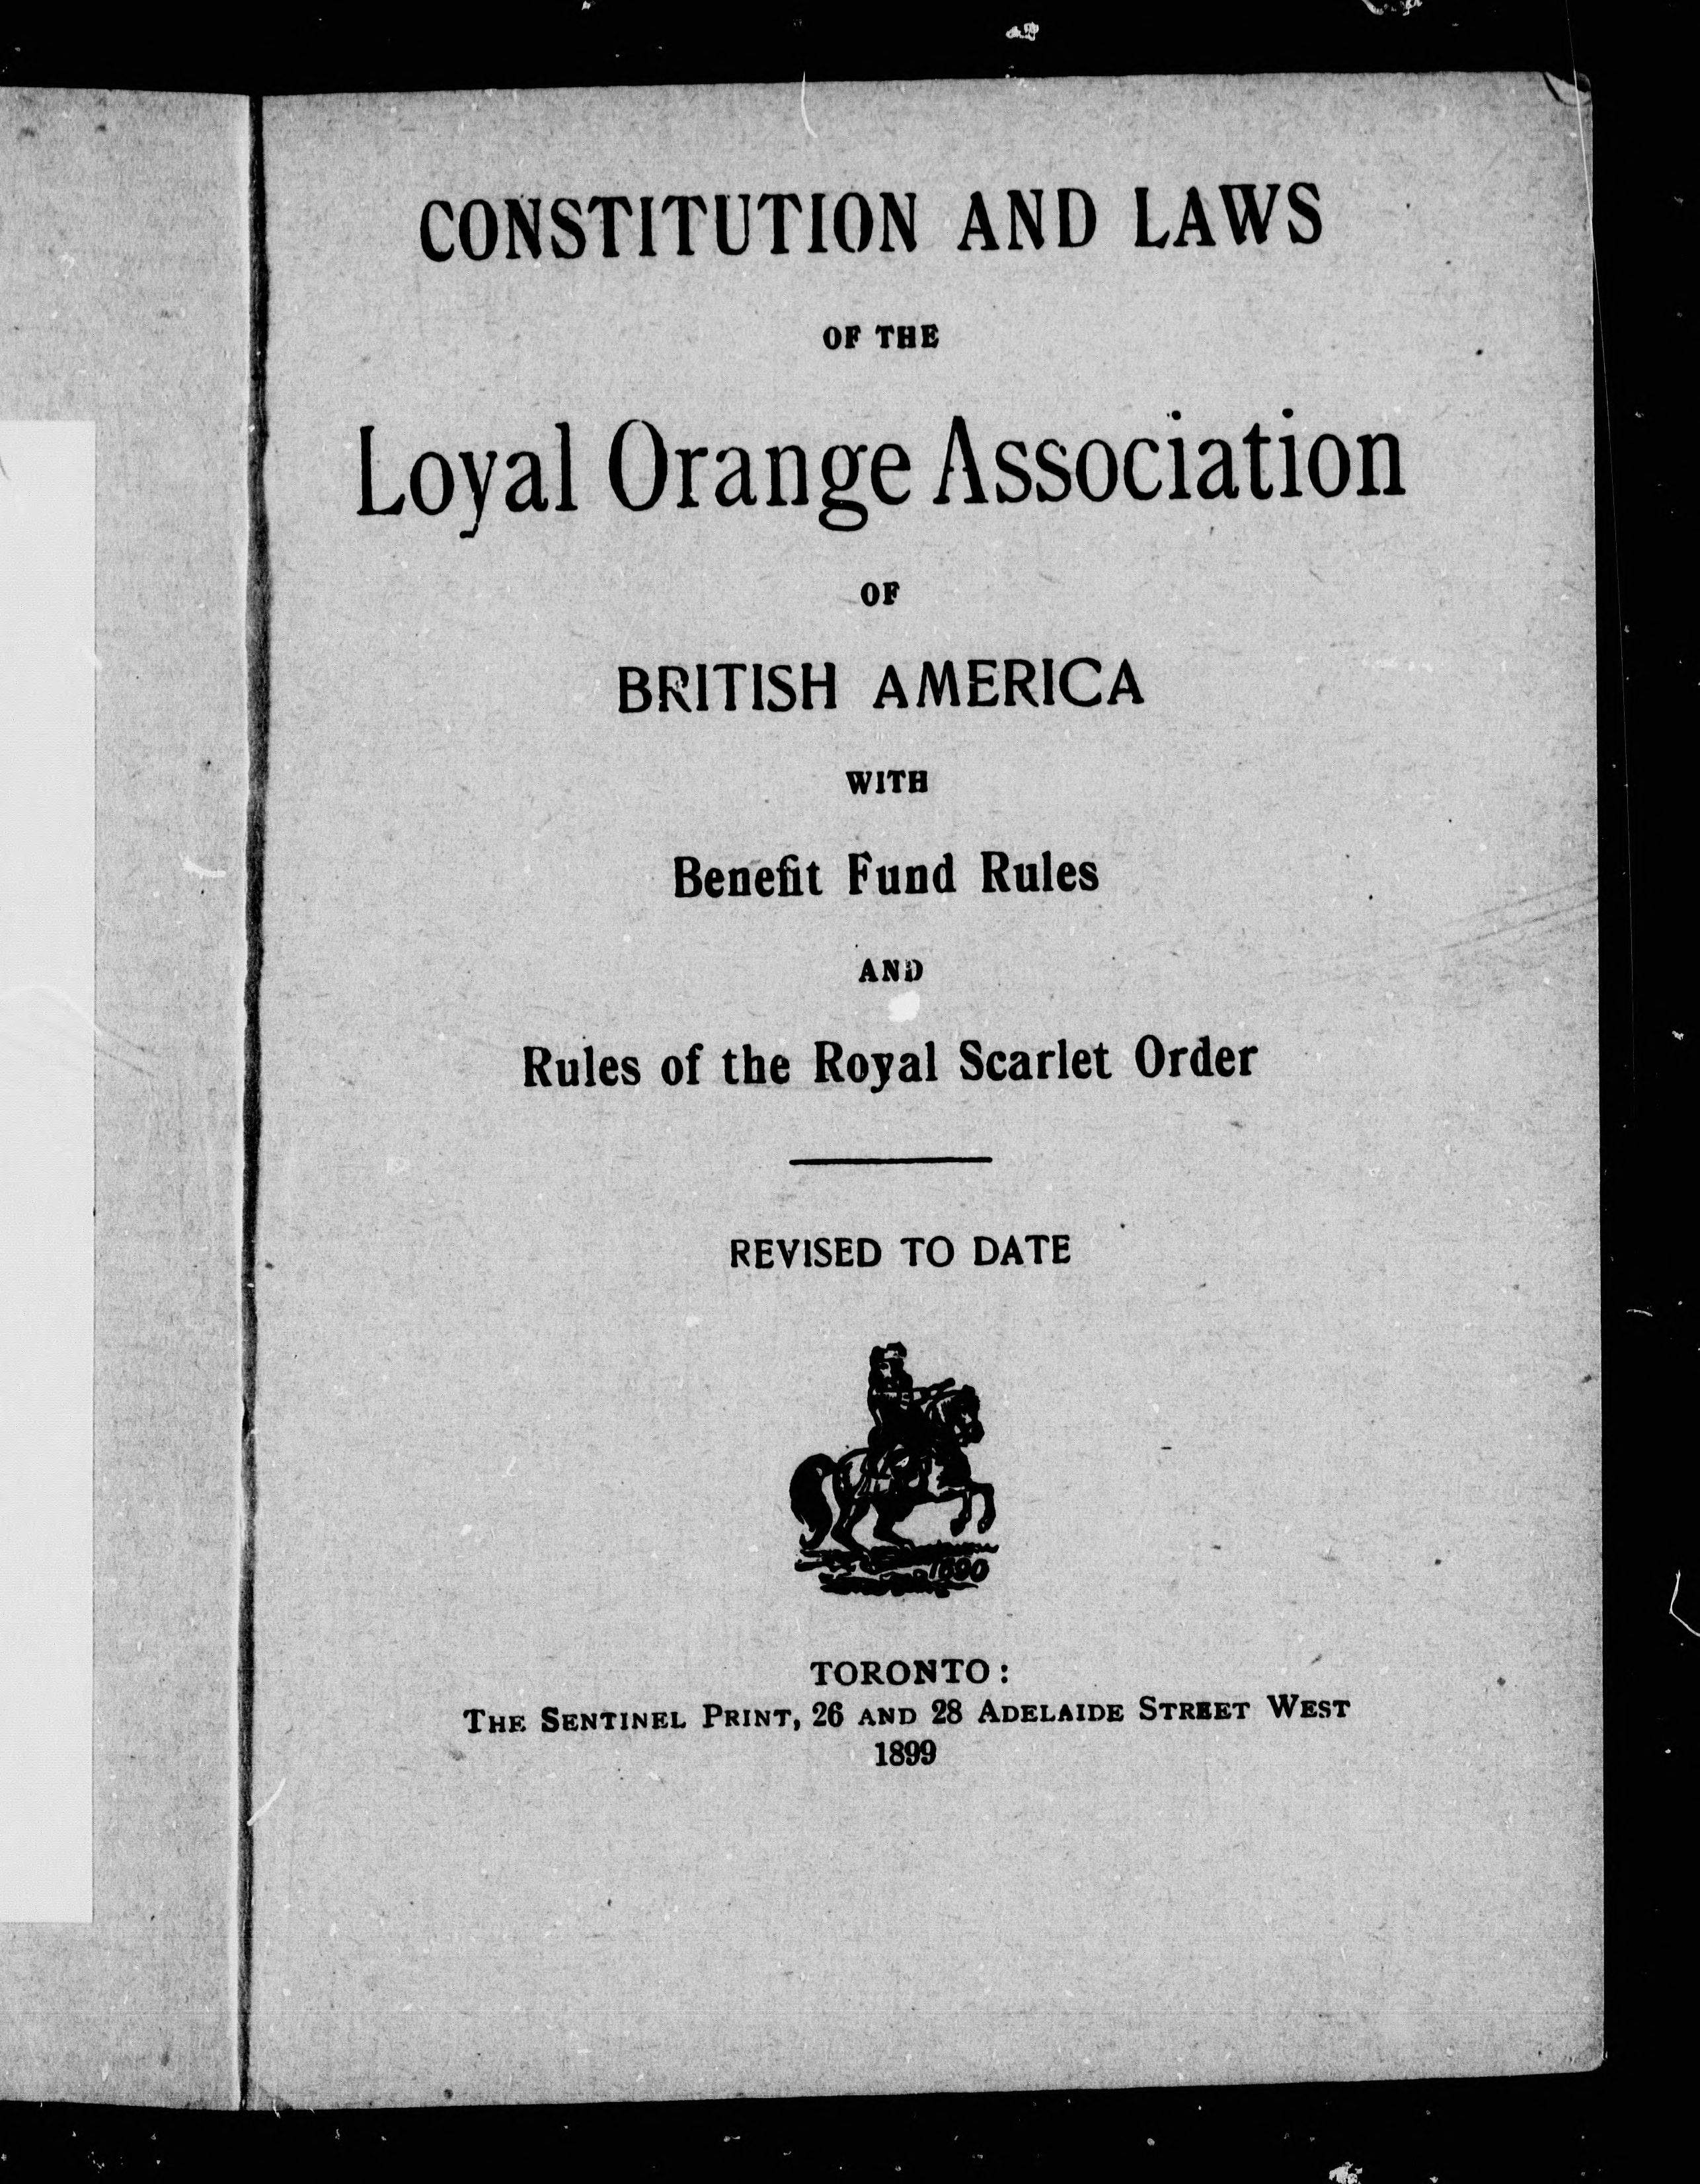 CONSTITUTION AND LAWS
OF THE
Loyal Orange Association
OF
BRITISH AMERICA
WITH
Benefit Fund Rules
AND
Rules of the Royal Scarlet Order
REVISED TO DATE
1690
TORONTO:
THE SENTINEL PRINT, 26 AND 28 ADELAIDE STREET WEST
1899